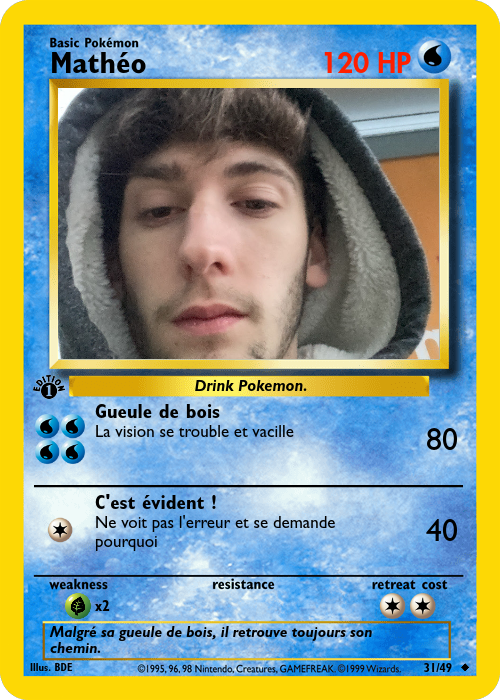 Basic Pokémon
Mathéo
120 HP
EDITION
1
Drink Pokemon.
Gueule de bois
La vision se trouble et vacille
80
C'est évident !
Ne voit pas l'erreur et se demande
pourquoi
40
weakness
resistance
retreat cost
x2
Malgré sa gueule de bois, il retrouve toujours son
chemin.
Illus. BDE
©1995, 96, 98 Nintendo, Creatures, GAMEFREAK. ©1999 Wizards.
31/49